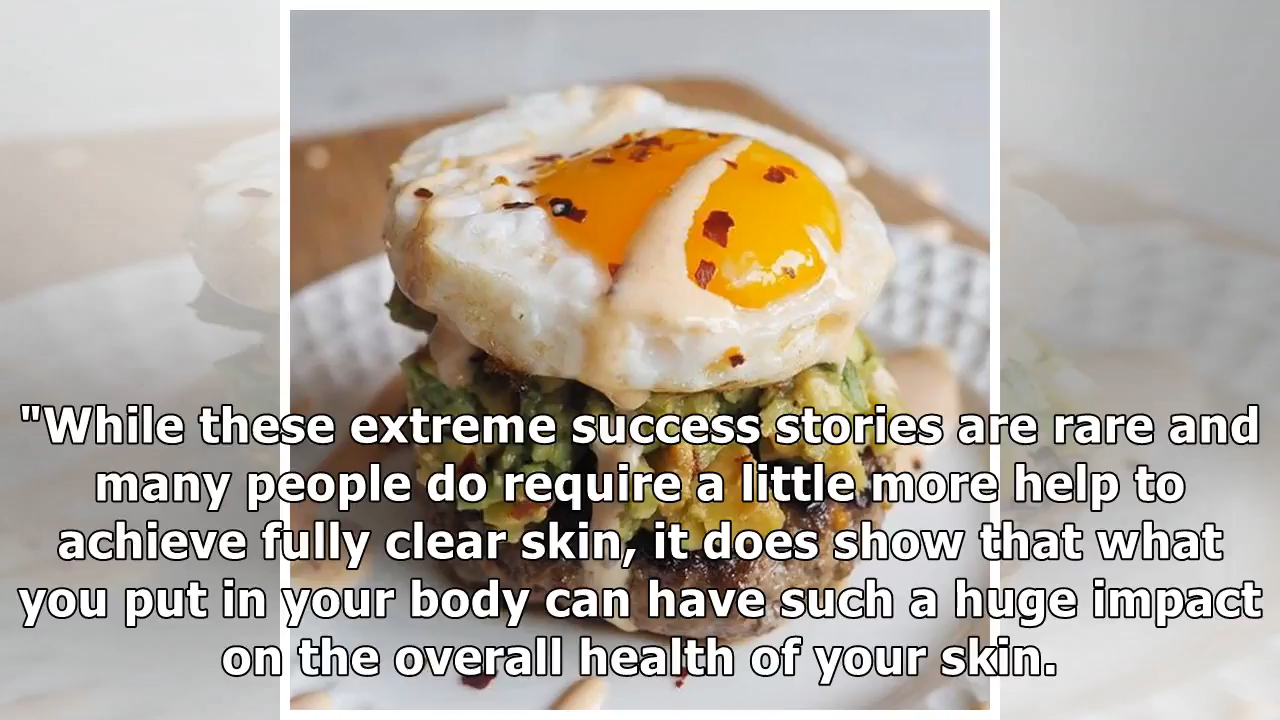 "While these extreme success stories are rare and
many people do require a little more help to
achieve fully clear skin, it does show that what
you put in your body can have such a huge impact
on the overall health of your skin.